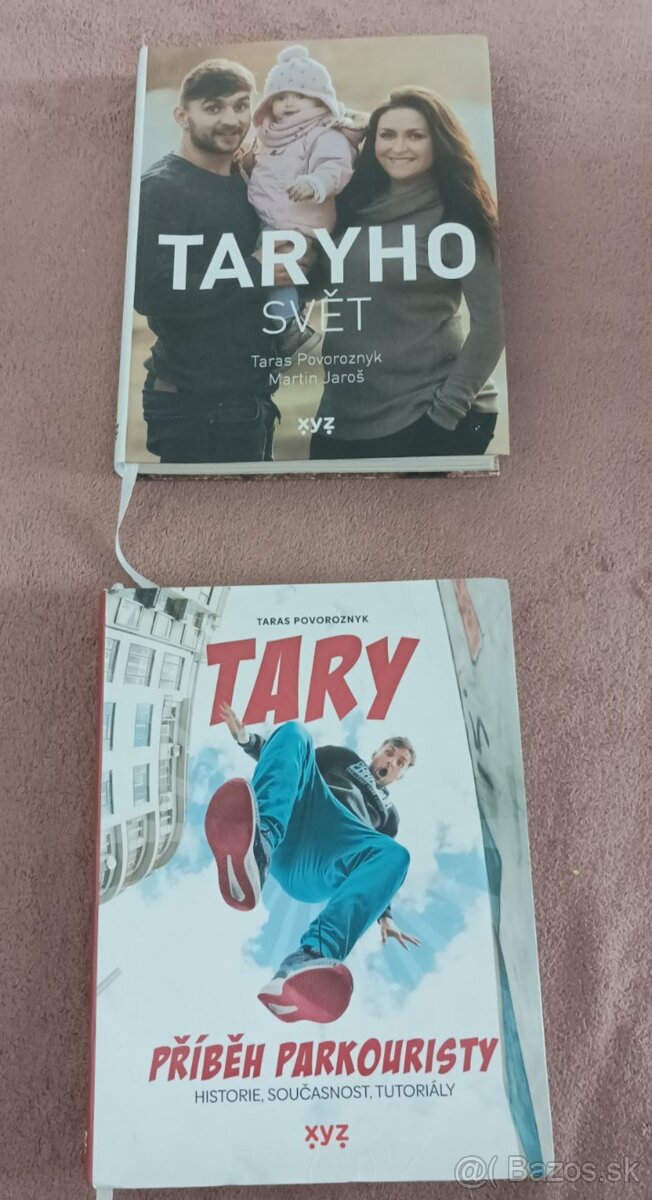 TARYHO
SVĚT
Taras Povoroznyk
Martin Jaroš
xyz
TARAS POVOROZNYK
TARY
PŘÍBĚH PARKOURISTY
HISTORIE, SOUČASNOST, TUTORIÁLY
xyz
@ Bazos.sk